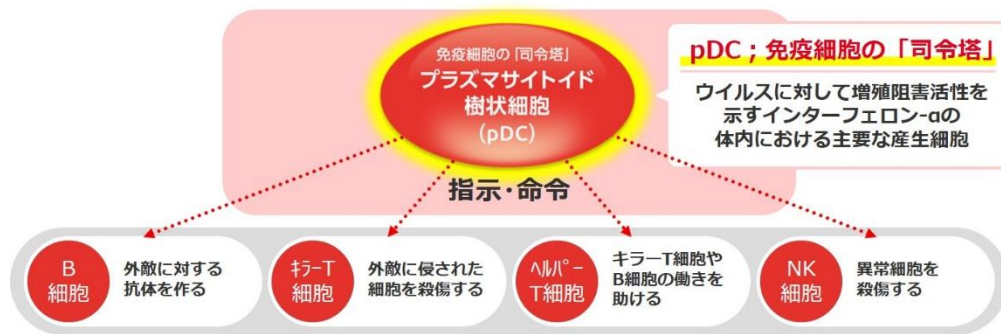 免疫細胞の「司令塔」
プラズマサイトイド
樹状細胞
(pDC)
pDC；免疫細胞の「司令塔」
ウイルスに対して増殖阻害活性を
示すインターフェロン-αの
体内における主要な産生細胞
指示・命令
B
細胞
外敵に対する
抗体を作る
ｷﾗｰT
細胞
外敵に侵された
細胞を殺傷する
ﾍﾙﾊﾟｰ
T細胞
キラーT細胞や
B細胞の働きを
助ける
NK
細胞
異常細胞を
殺傷する